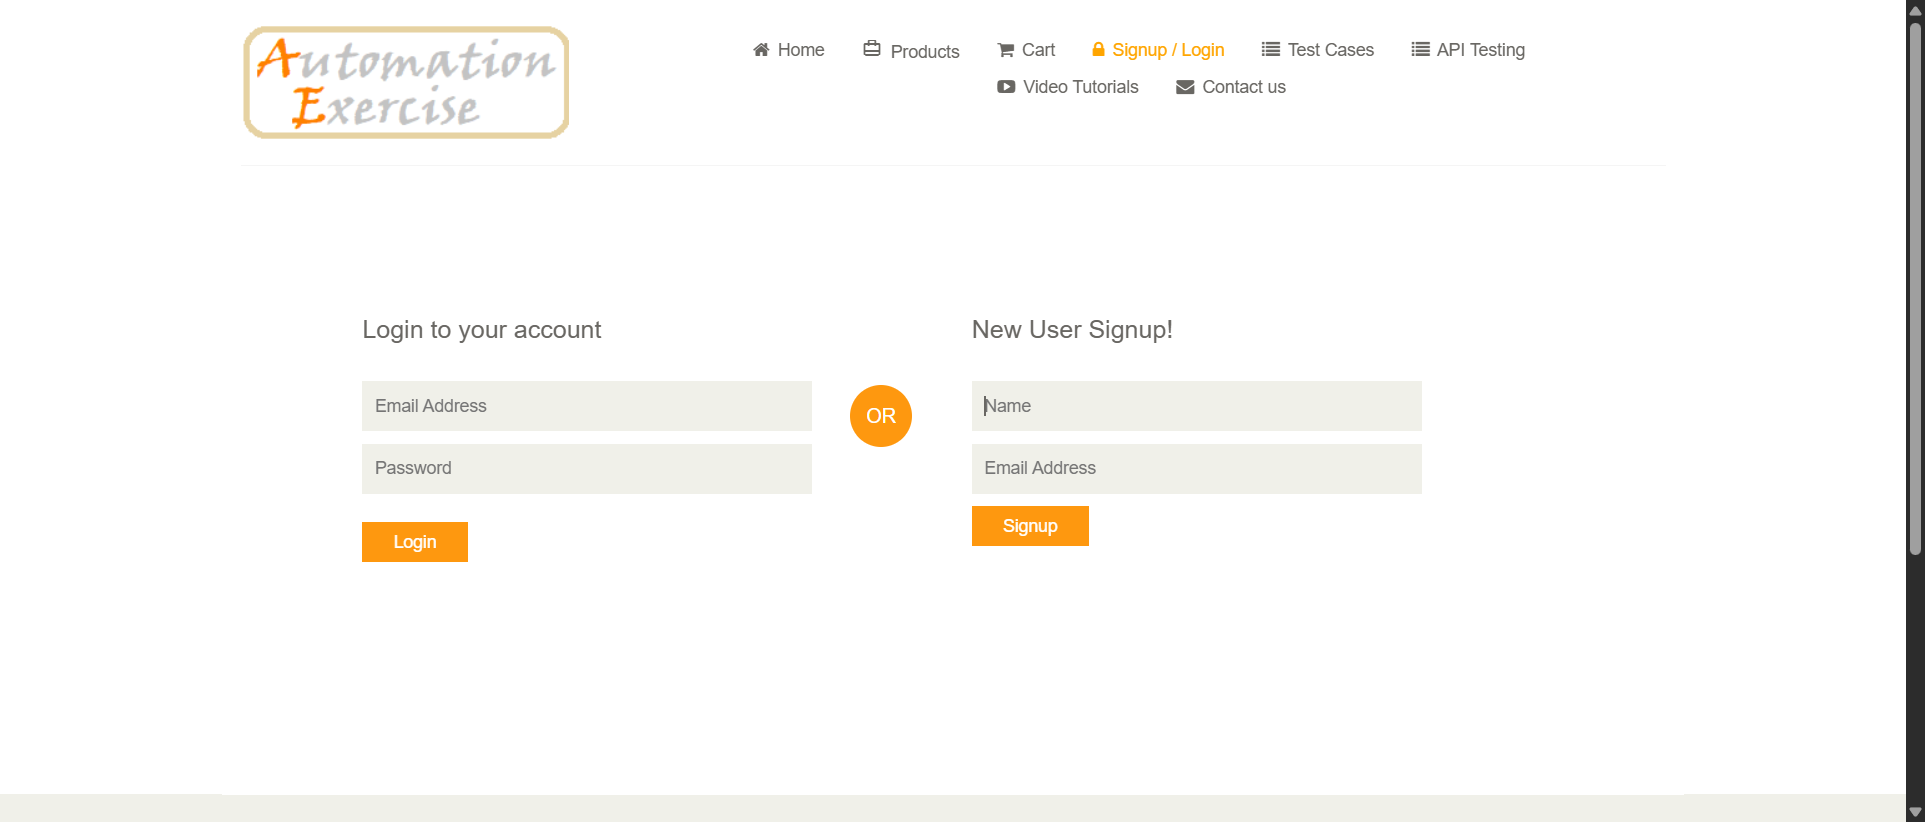 Automation
Exercise
Home
Products
Cart
Signup / Login
Test Cases
API Testing
Video Tutorials
Contact us
Login to your account
Email Address
Password
Login
OR
New User Signup!
Name
Email Address
Signup